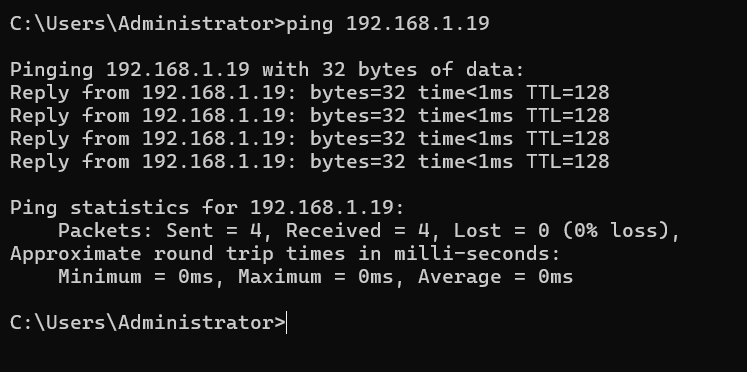 C:\Users\Administrator>ping 192.168.1.19
Pinging 192.168.1.19 with 32 bytes of data:
Reply from 192.168.1.19: bytes=32 time<1ms TTL=128
Reply from 192.168.1.19: bytes=32 time<1ms TTL=128
Reply from 192.168.1.19: bytes=32 time<1ms TTL=128
Reply from 192.168.1.19: bytes=32 time<1ms TTL=128
Ping statistics for 192.168.1.19:
    Packets: Sent = 4, Received = 4, Lost = 0 (0% loss),
Approximate round trip times in milli-seconds:
    Minimum = 0ms, Maximum = 0ms, Average = 0ms
C:\Users\Administrator>